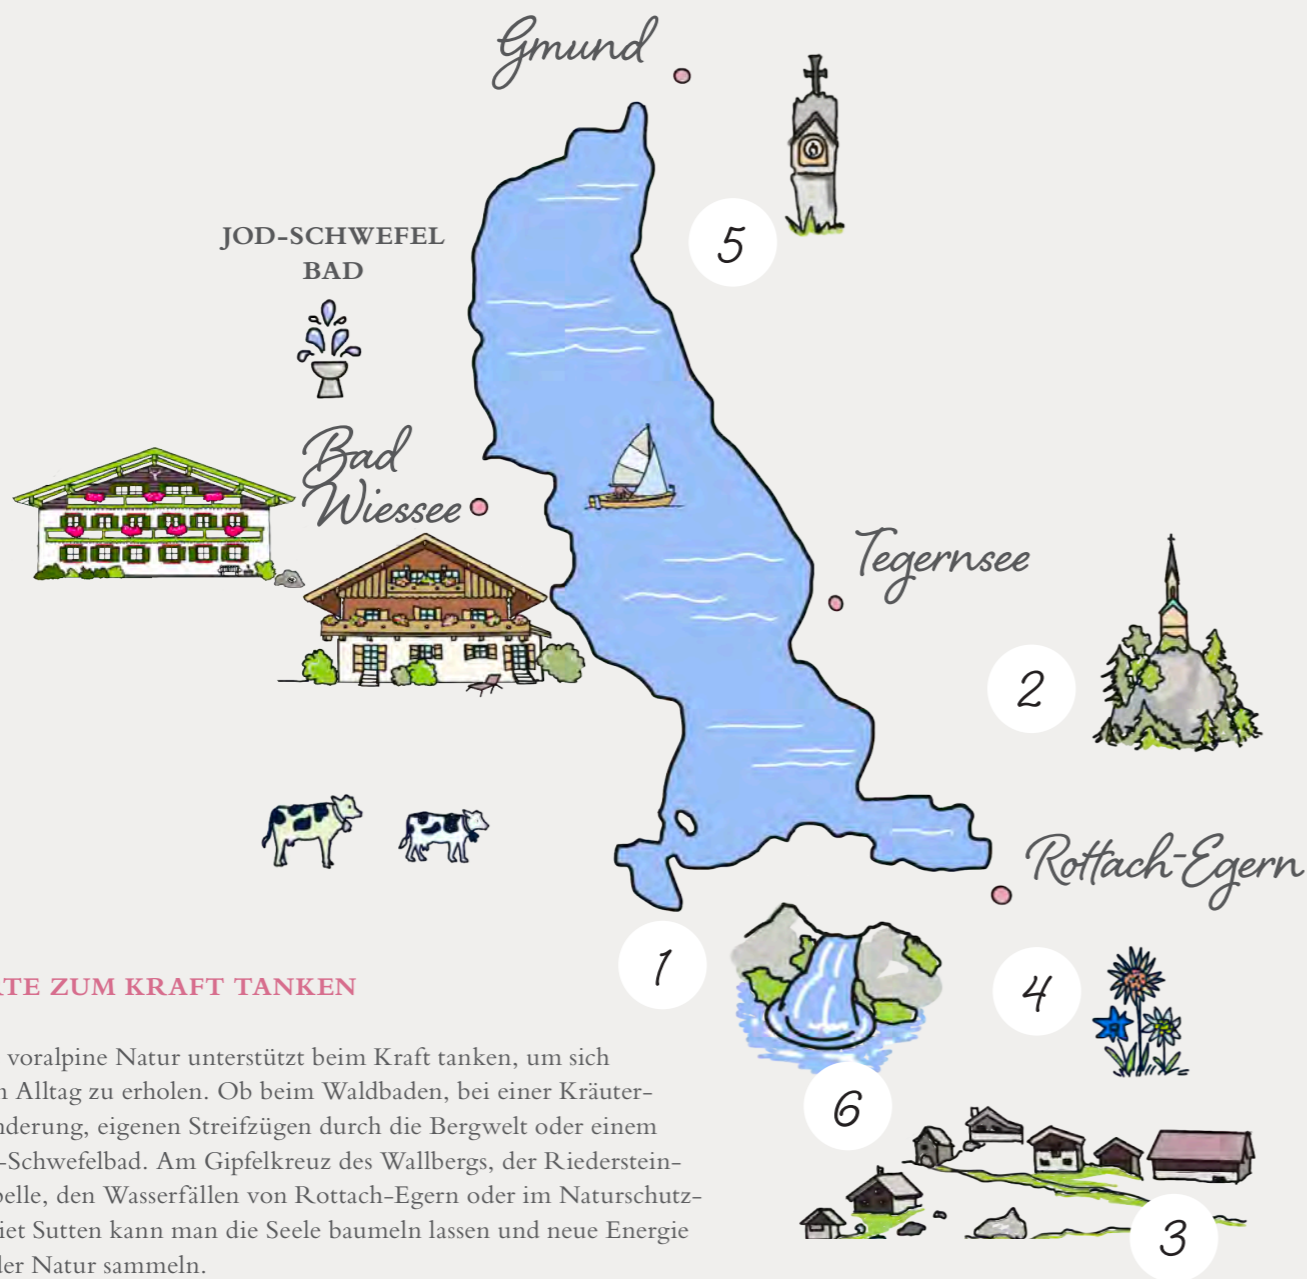 Gmund
5
JOD-SCHWEFEL
BAD
Bad
Wiessee
Tegernsee
2
Rottach-Egern
1
4
6
3
RTE ZUM KRAFT TANKEN
voralpine Natur unterstützt beim Kraft tanken, um sich
n Alltag zu erholen. Ob beim Waldbaden, bei einer Kräuter-
nderung, eigenen Streifzügen durch die Bergwelt oder einem
-Schwefelbad. Am Gipfelkreuz des Wallbergs, der Riederstein-
pelle, den Wasserfällen von Rottach-Egern oder im Naturschutz-
iet Sutten kann man die Seele baumeln lassen und neue Energie
der Natur sammeln.